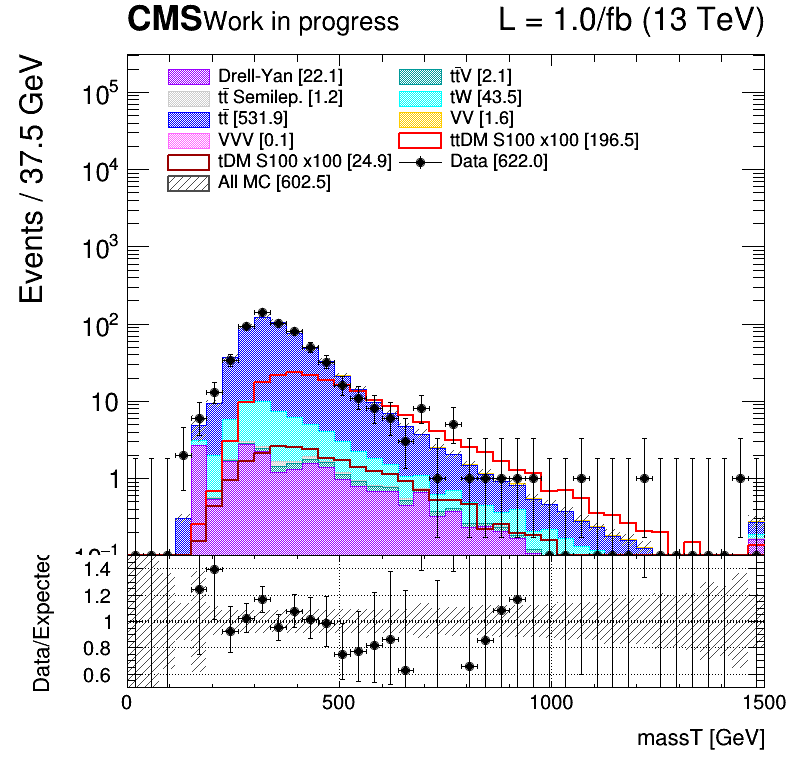 CMS Work in progress L = 1.0/fb (13 TeV)
Events / 37.5 GeV
Drell-Yan [22.1] tt̄V [2.1]
tt̄ Semilep. [1.2] tW [43.5]
tt̄ [531.9] VV [1.6]
VVV [0.1] ttDM S100 x100 [196.5]
tDM S100 x100 [24.9] Data [622.0]
All MC [602.5]
10⁵
10⁴
10³
10²
10
1
10⁻¹
Data/Expected
1.4
1.2
1
0.8
0.6
0 500 1000 1500
massT [GeV]